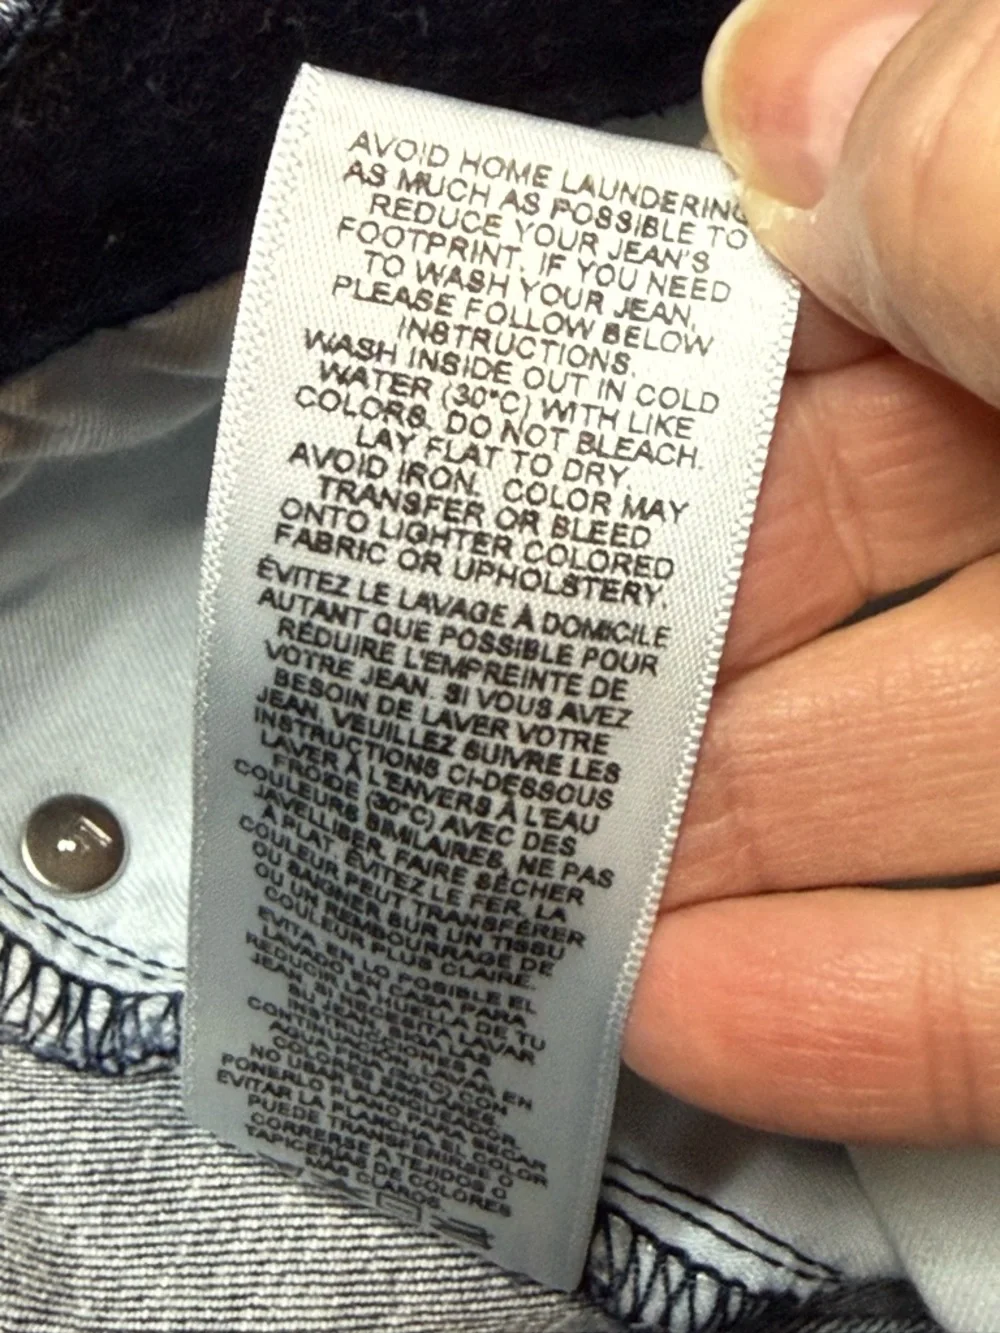 AVOID HOME LAUNDERING
AS MUCH AS POSSIBLE TO
REDUCE YOUR JEAN'S
FOOTPRINT. IF YOU NEED
TO WASH YOUR JEAN,
PLEASE FOLLOW BELOW
INSTRUCTIONS.
WASH INSIDE OUT IN COLD
WATER (30°C) WITH LIKE
COLORS. DO NOT BLEACH.
LAY FLAT TO DRY.
AVOID IRON. COLOR MAY
TRANSFER OR BLEED
ONTO LIGHTER COLORED
FABRIC OR UPHOLSTERY.
ÉVITEZ LE LAVAGE À DOMICILE
AUTANT QUE POSSIBLE POUR
RÉDUIRE L'EMPREINTE DE
VOTRE JEAN. SI VOUS AVEZ
BESOIN DE LAVER VOTRE
JEAN, VEUILLEZ SUIVRE LES
INSTRUCTIONS CI-DESSOUS
LAVER À L'ENVERS À L'EAU
FROIDE (30°C) AVEC DES
COULEURS SIMILAIRES, NE PAS
JAVELLISER, FAIRE SÉCHER
À PLAT. ÉVITEZ LE FER, LA
COULEUR PEUT TRANSFÉRER
OU SAIGNER SUR UN TISSU
OU UN REMBOURRAGE DE
COULEUR PLUS CLAIRE.
EVITA EN LO POSIBLE EL
LAVADO EN CASA PARA
REDUCIR LA HUELLA DE TU
JEAN. SI NECESITA LAVAR
SU JEAN, SIGA LAS
INSTRUCCIONES A
CONTINUACIÓN. LAVAR EN
AGUA FRIA (30°C) CON
COLORES
NO USAR BLANQUEADOR.
PONERLO PLANO PARA SECAR
EVITAR LA PLANCHA EL COLOR
PUEDE TRANSFERIRSE O
CORRERSE A TEJIDOS O
TAPICERIAS DE COLORES
MÁS CLAROS.